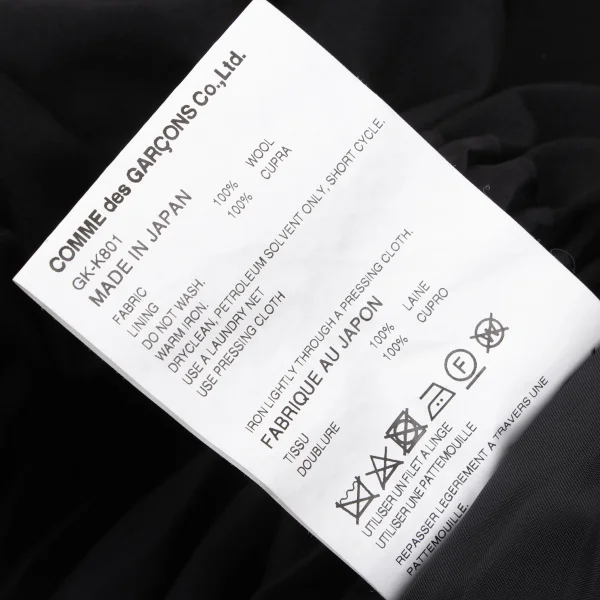 COMME des GARÇONS Co.,Ltd.
GK-K801
MADE IN JAPAN
FABRIC 100% WOOL
LINING 100% CUPRA
DO NOT WASH.
WARM IRON.
DRYCLEAN, PETROLEUM SOLVENT ONLY, SHORT CYCLE.
USE A LAUNDRY NET
USE PRESSING CLOTH
IRON LIGHTLY THROUGH A PRESSING CLOTH.
FABRIQUE AU JAPON
TISSU 100% LAINE
DOUBLURE 100% CUPRO
F
UTILISER UN FILET A LINGE
UTILISER UNE PATTEMOUILLE
REPASSER LEGEREMENT A TRAVERS UNE
PATTEMOUILLE.